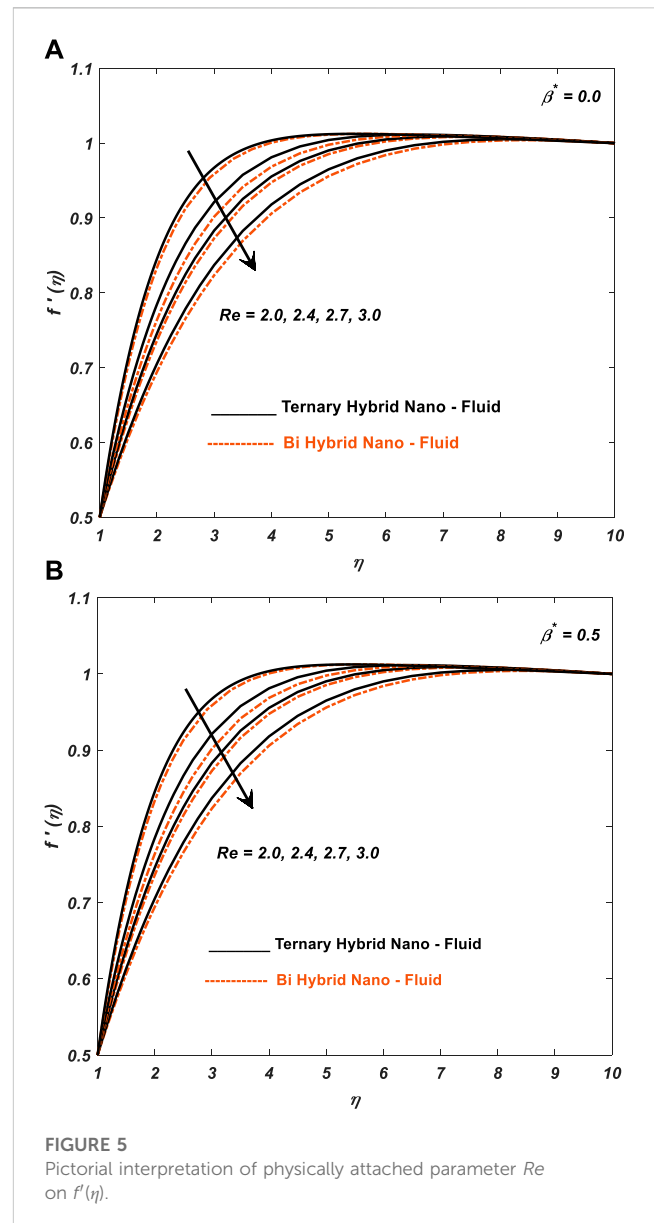 A
1.1
β* = 0.0
1
0.9
0.8
f ' (η)
Re = 2.0, 2.4, 2.7, 3.0
0.7
Ternary Hybrid Nano - Fluid
0.6
Bi Hybrid Nano - Fluid
0.5
1 2 3 4 5 6 7 8 9 10
η
B
1.1
β* = 0.5
1
0.9
0.8
f ' (η)
Re = 2.0, 2.4, 2.7, 3.0
0.7
Ternary Hybrid Nano - Fluid
0.6
Bi Hybrid Nano - Fluid
0.5
1 2 3 4 5 6 7 8 9 10
η
FIGURE 5
Pictorial interpretation of physically attached parameter Re
on f′(η).